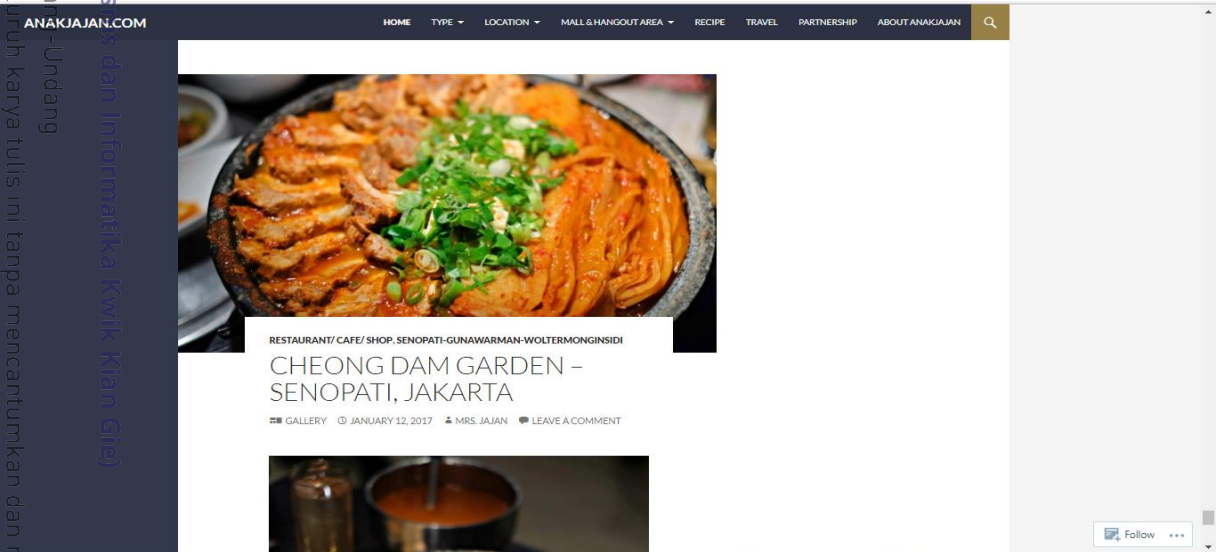 ANAKJAJAN.COM
HOME TYPE LOCATION MALL & HANGOUT AREA RECIPE TRAVEL PARTNERSHIP ABOUT ANAKJAJAN
RESTAURANT/ CAFE/ SHOP, SENOPATI-GUNAWARMAN-WOLTERMONGINSIDI
CHEONG DAM GARDEN –
SENOPATI, JAKARTA
GALLERY JANUARY 12, 2017 MRS. JAJAN LEAVE A COMMENT
Follow
dan Informatika Kwik Kian Gie)
-Undang
karya tulis ini tanpa mencantumkan dan